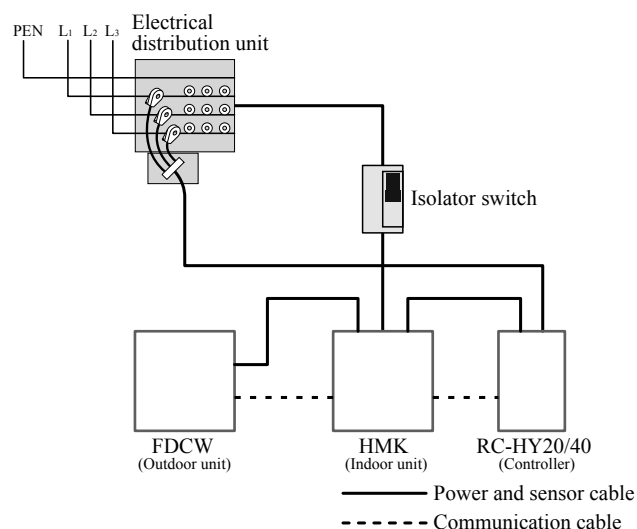 PEN L1 L2 L3
Electrical
distribution unit
Isolator switch
FDCW
(Outdoor unit)
HMK
(Indoor unit)
RC-HY20/40
(Controller)
Power and sensor cable
Communication cable